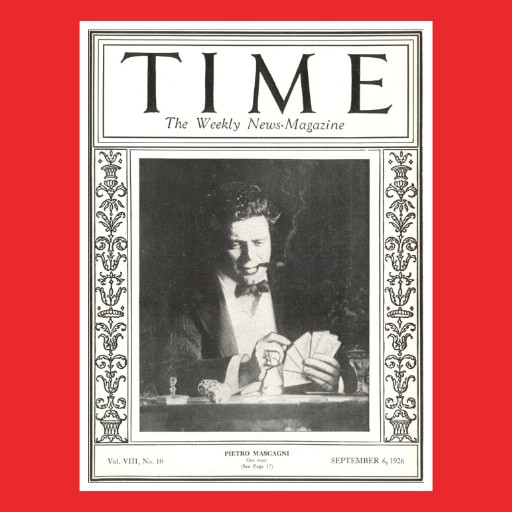 TIME
The Weekly News-Magazine
PIETRO MASCAGNI
(See Page 17)
Vol. VIII, No. 10
SEPTEMBER 6, 1926